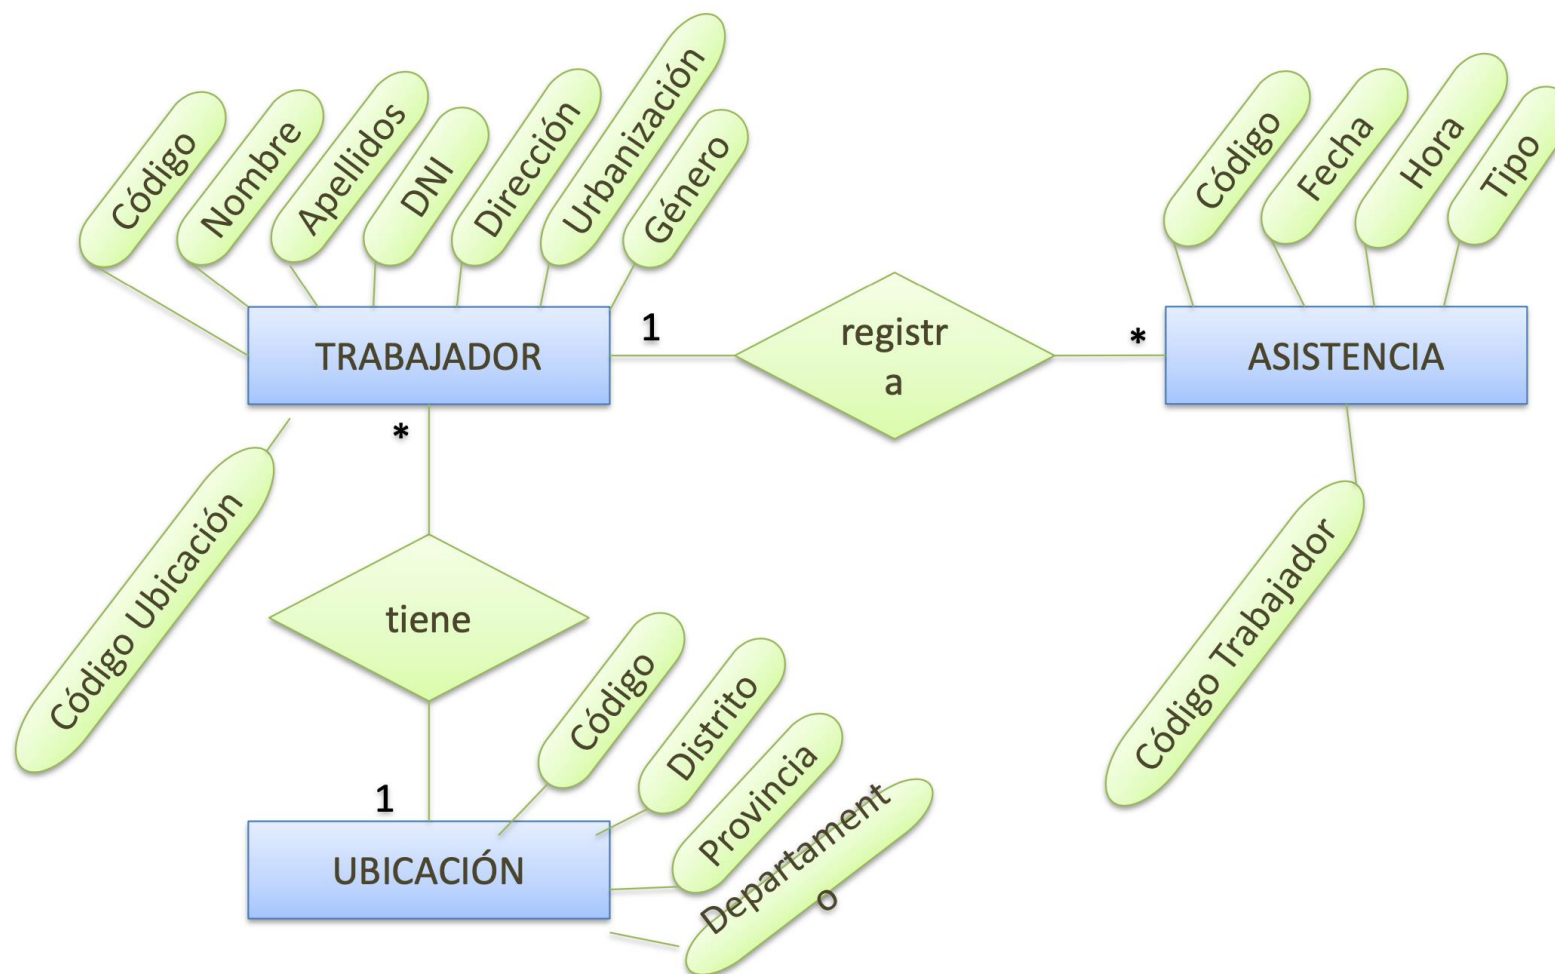 Código
Nombre
Apellidos
DNI
Dirección
Urbanización
Género
Código
Fecha
Hora
Tipo
TRABAJADOR
1
registr
a
*
ASISTENCIA
*
Código Ubicación
tiene
Código Trabajador
1
Código
Distrito
Provincia
Departament
o
UBICACIÓN